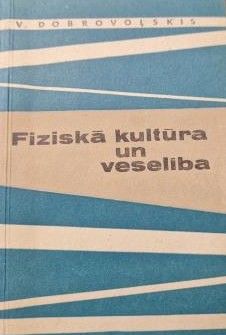 V. DOBROVOĻSKIS
Fiziskā kultūra
un
veselība